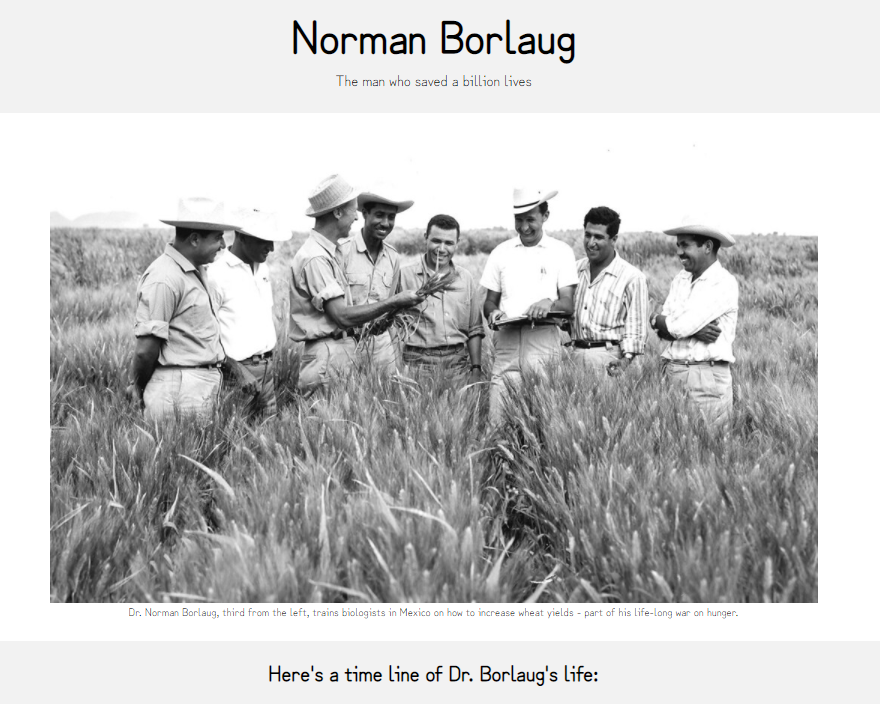 Norman Borlaug
The man who saved a billion lives
Dr. Norman Borlaug, third from the left, trains biologists in Mexico on how to increase wheat yields - part of his life-long war on hunger.
Here's a time line of Dr. Borlaug's life: